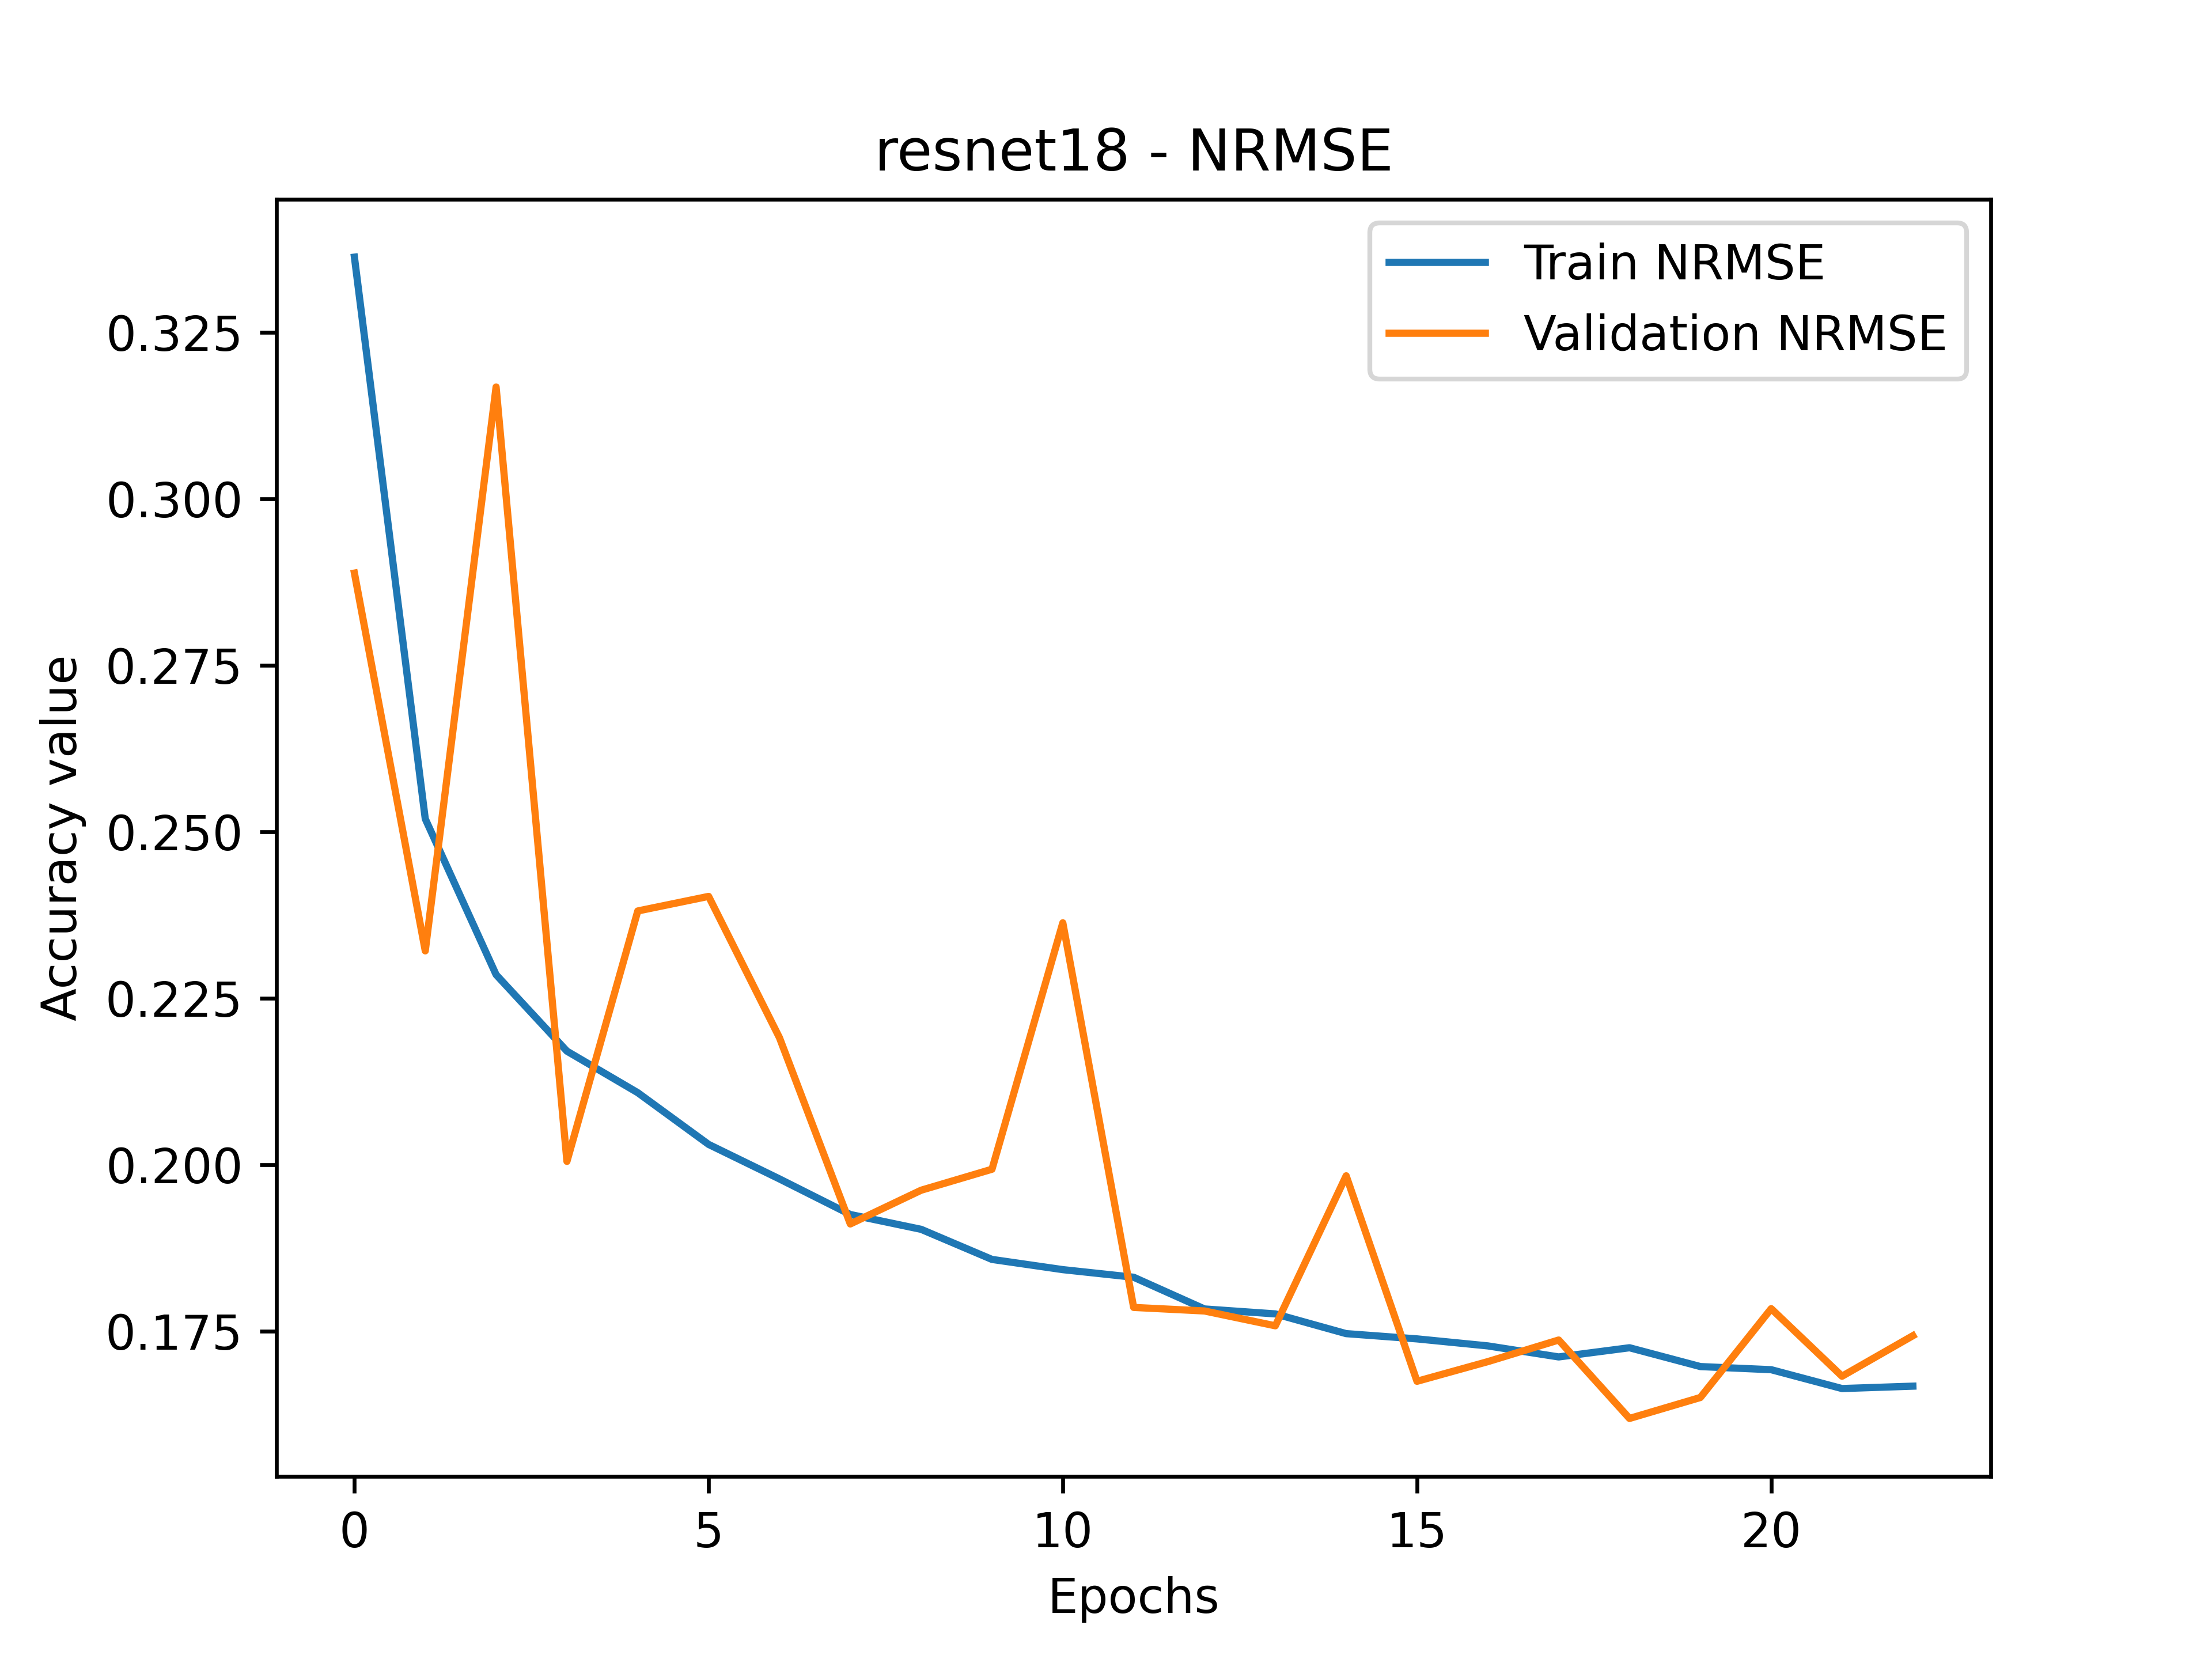 resnet18 - NRMSE
Train NRMSE
Validation NRMSE
0.325
0.300
0.275
0.250
0.225
0.200
0.175
Accuracy value
0 5 10 15 20
Epochs